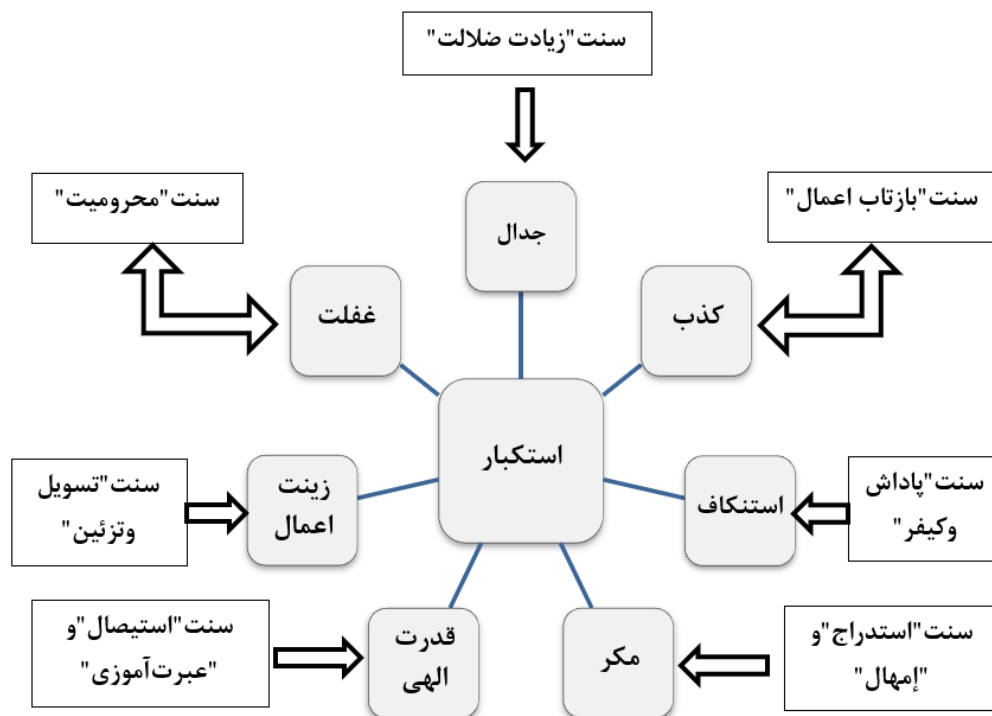 سنت"زیادت ضلالت"
سنت"بازتاب اعمال"
سنت"محرومیت"
جدال
کذب
غفلت
استکبار
استنکاف
زینت
اعمال
سنت"پاداش
وکیفر"
سنت"تسویل
وتزئین"
مکر
قدرت
الهی
سنت"استدراج"و
"إمهال"
سنت"استیصال"و
"عبرت‌آموزی"